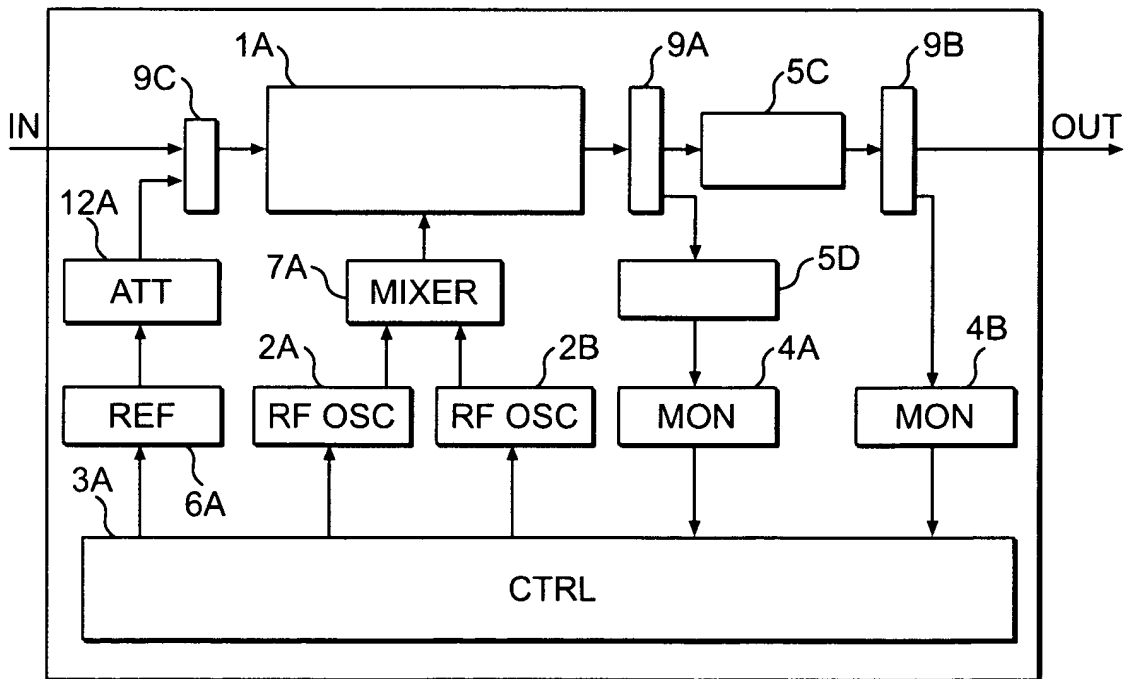 1A
9A
9B
9C
5C
IN
OUT
12A
7A
5D
ATT
MIXER
2A
2B
4A
4B
REF
RF OSC
RF OSC
MON
MON
3A
6A
CTRL